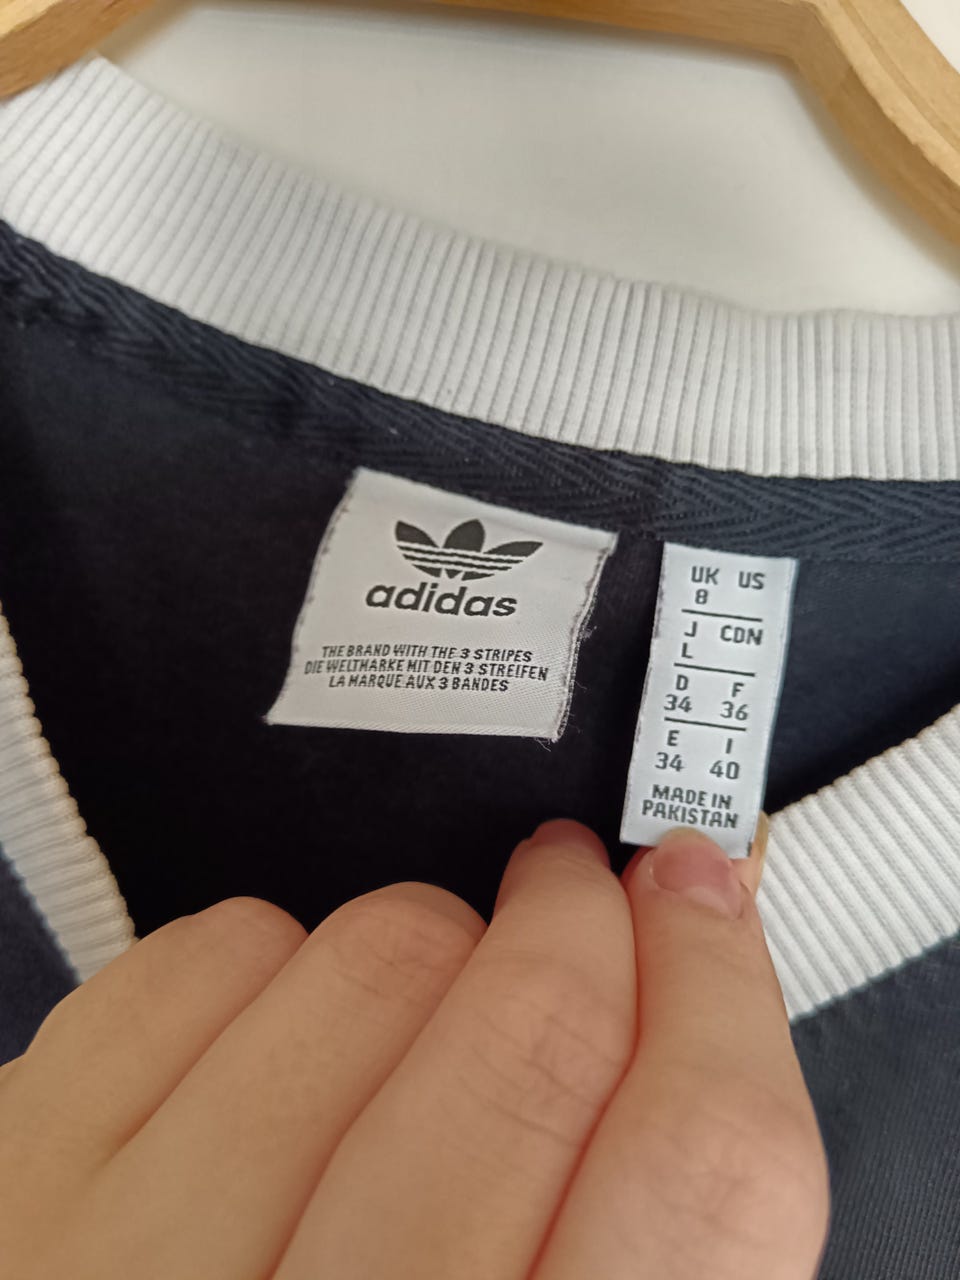 adidas
THE BRAND WITH THE 3 STRIPES
DIE WELTMARKE MIT DEN 3 STREIFEN
LA MARQUE AUX 3 BANDES
UK US
8
J CDN
L
D F
34 36
E I
34 40
MADE IN
PAKISTAN